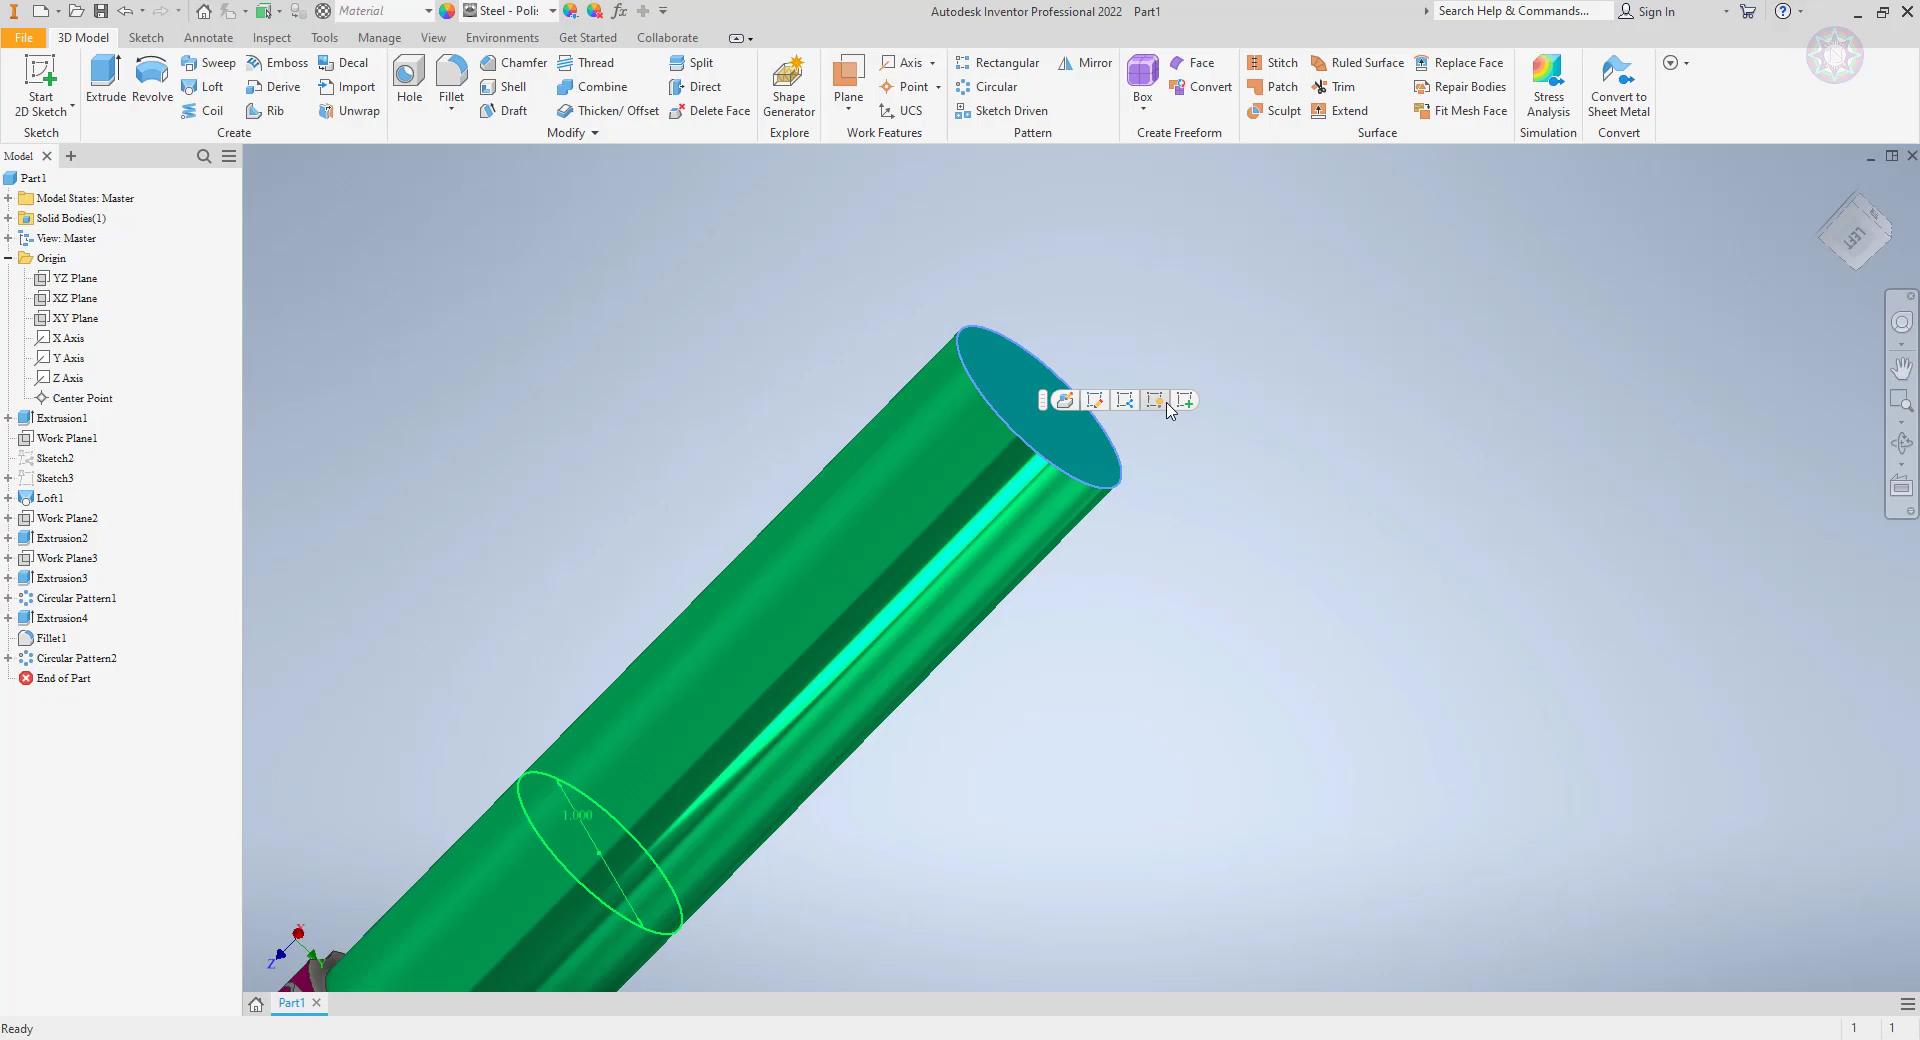 Material
Steel - Polis
fx
Autodesk Inventor Professional 2022 Part1
Search Help & Commands...
Sign In
File
3D Model
Sketch
Annotate
Inspect
Tools
Manage
View
Environments
Get Started
Collaborate
Start
2D Sketch
Extrude
Revolve
Sweep
Loft
Coil
Emboss
Derive
Rib
Decal
Import
Unwrap
Hole
Fillet
Chamfer
Shell
Draft
Thread
Combine
Thicken/ Offset
Split
Direct
Delete Face
Shape
Generator
Plane
Axis
Point
UCS
Rectangular
Circular
Sketch Driven
Mirror
Box
Face
Convert
Stitch
Patch
Sculpt
Ruled Surface
Trim
Extend
Replace Face
Repair Bodies
Fit Mesh Face
Stress
Analysis
Convert to
Sheet Metal
Sketch
Create
Modify
Explore
Work Features
Pattern
Create Freeform
Surface
Simulation
Convert
Model
Part1
Model States: Master
Solid Bodies(1)
View: Master
Origin
YZ Plane
XZ Plane
XY Plane
X Axis
Y Axis
Z Axis
Center Point
Extrusion1
Work Plane1
Sketch2
Sketch3
Loft1
Work Plane2
Extrusion2
Work Plane3
Extrusion3
Circular Pattern1
Extrusion4
Fillet1
Circular Pattern2
End of Part
LEFT
1.000
X
Z
Y
Part1
Ready
1
1